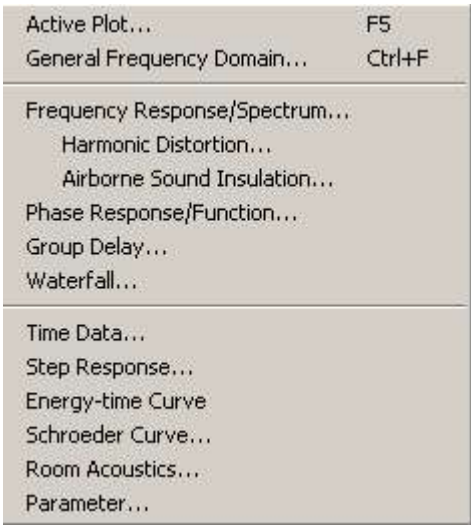 Active Plot... F5
General Frequency Domain... Ctrl+F
Frequency Response/Spectrum...
Harmonic Distortion...
Airborne Sound Insulation...
Phase Response/Function...
Group Delay...
Waterfall...
Time Data...
Step Response...
Energy-time Curve
Schroeder Curve...
Room Acoustics...
Parameter...